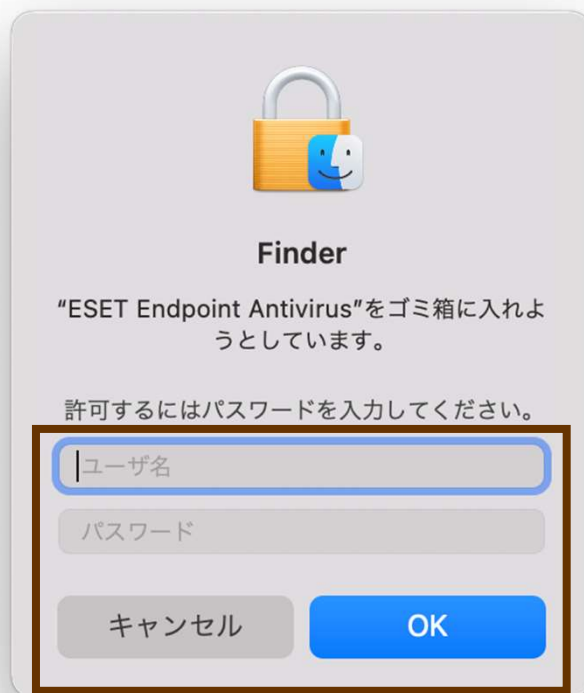 Finder
“ESET Endpoint Antivirus”をゴミ箱に入れよ
うとしています。
許可するにはパスワードを入力してください。
ユーザ名
パスワード
キャンセル
OK